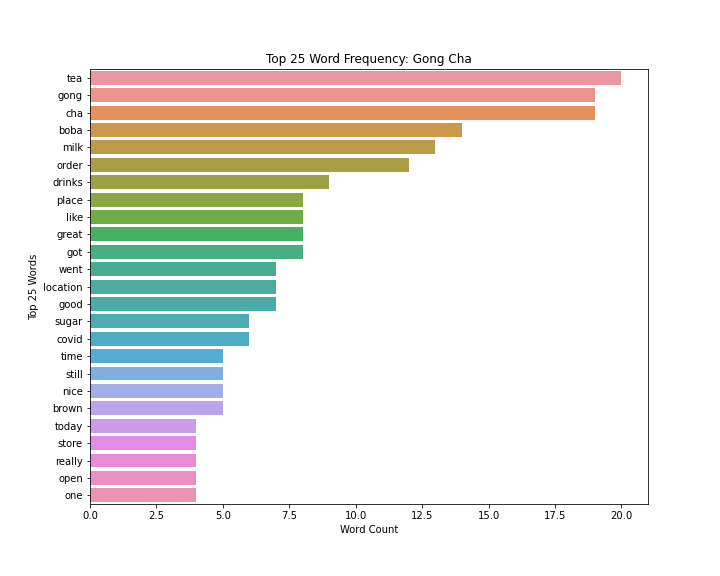 Top 25 Word Frequency: Gong Cha
tea
gong
cha
boba
milk
order
drinks
place
like
great
got
went
location
good
sugar
covid
time
still
nice
brown
today
store
really
open
one
Top 25 Words
0.0 2.5 5.0 7.5 10.0 12.5 15.0 17.5 20.0
Word Count